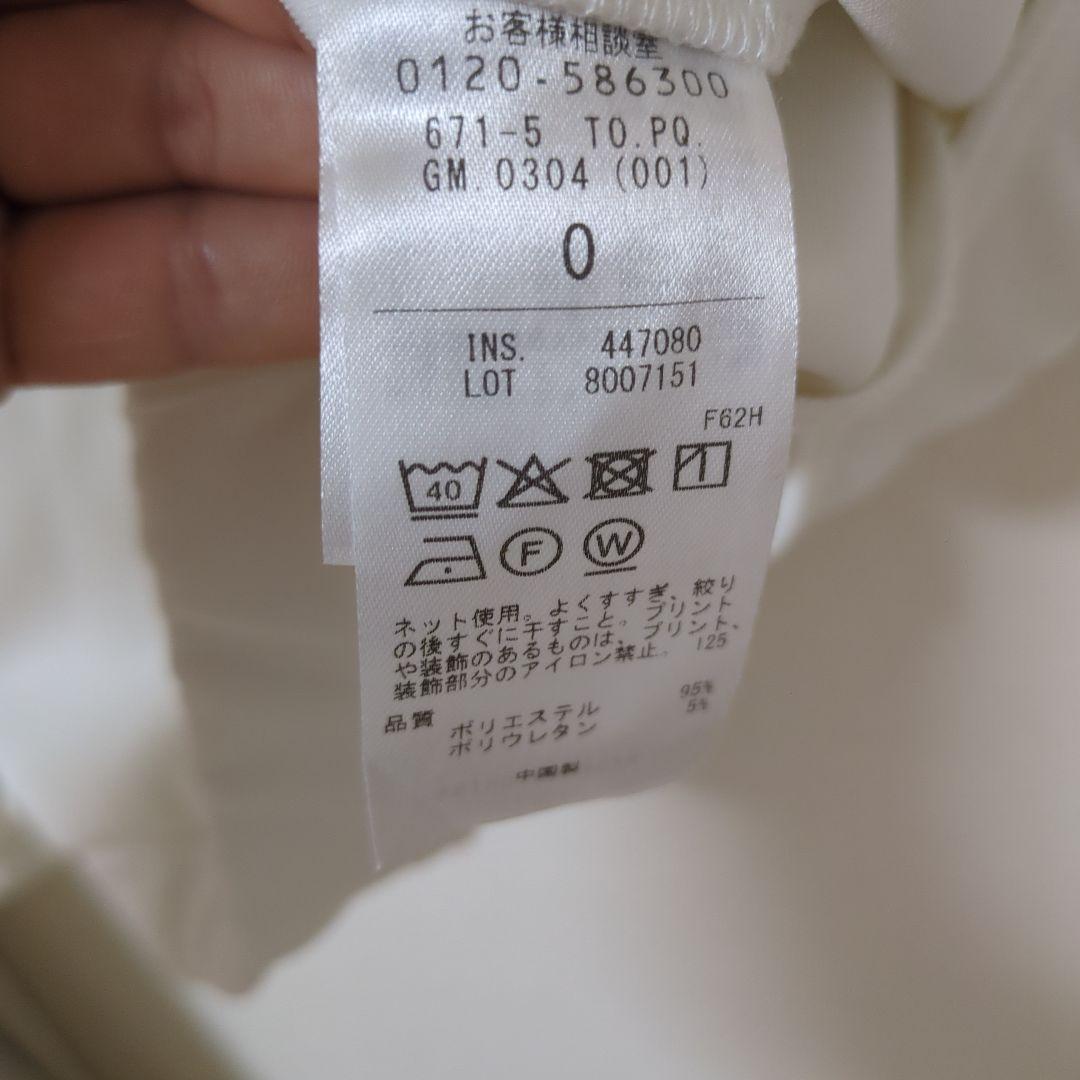 お客様相談室
0120-586300
671-5 TO.PQ.
GM.0304 (001)
0
INS. 447080
LOT 8007151
F62H
40
F W
ネット使用。よくすすぎ、絞り
の後すぐに干すこと。プリント
や装飾のあるものは、プリント、
装飾部分のアイロン禁止。 125
品質 ポリエステル 95%
ポリウレタン 5%
中国製